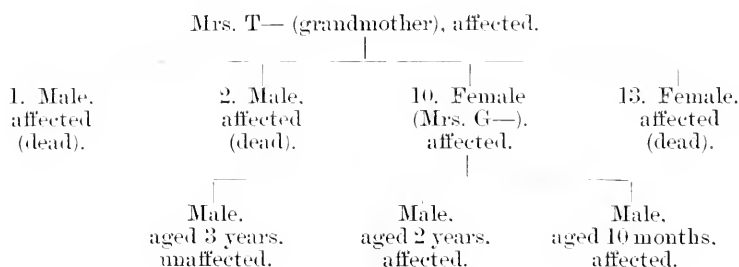 Mrs. T— (grandmother), affected.
1. Male, 2. Male, 10. Female 13. Female,
affected affected (Mrs. G—). affected
(dead). (dead). affected. (dead).
Male, Male, Male,
aged 3 years, aged 2 years, aged 10 months,
unaffected. affected. affected.